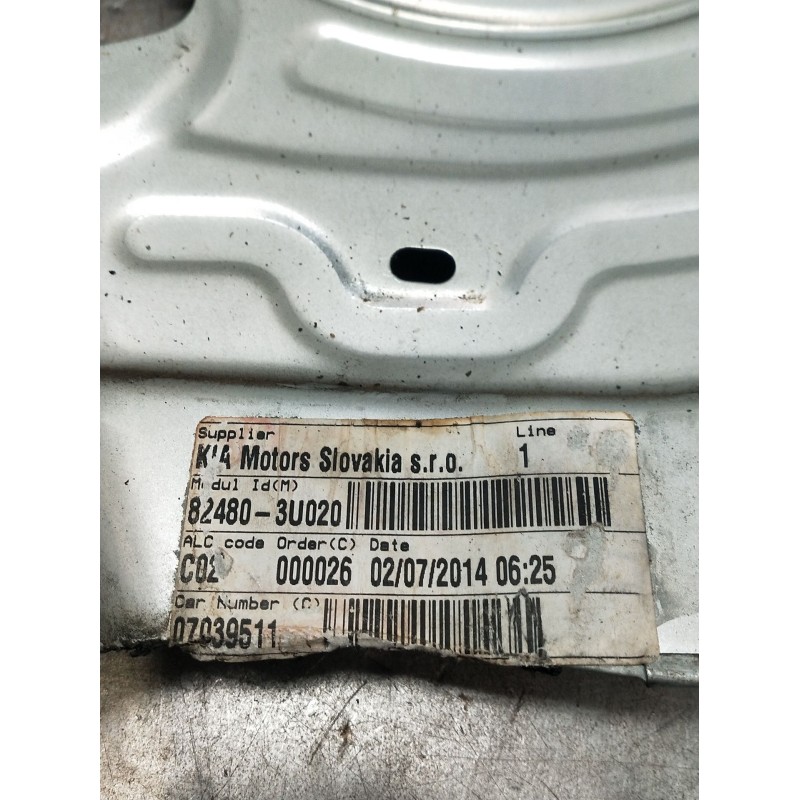 Supplier Line
KIA Motors Slovakia s.r.o. 1
Modul Id(M)
82480-3U020
ALC code Order(C) Date
C02 000026 02/07/2014 06:25
Car Number (C)
07039511